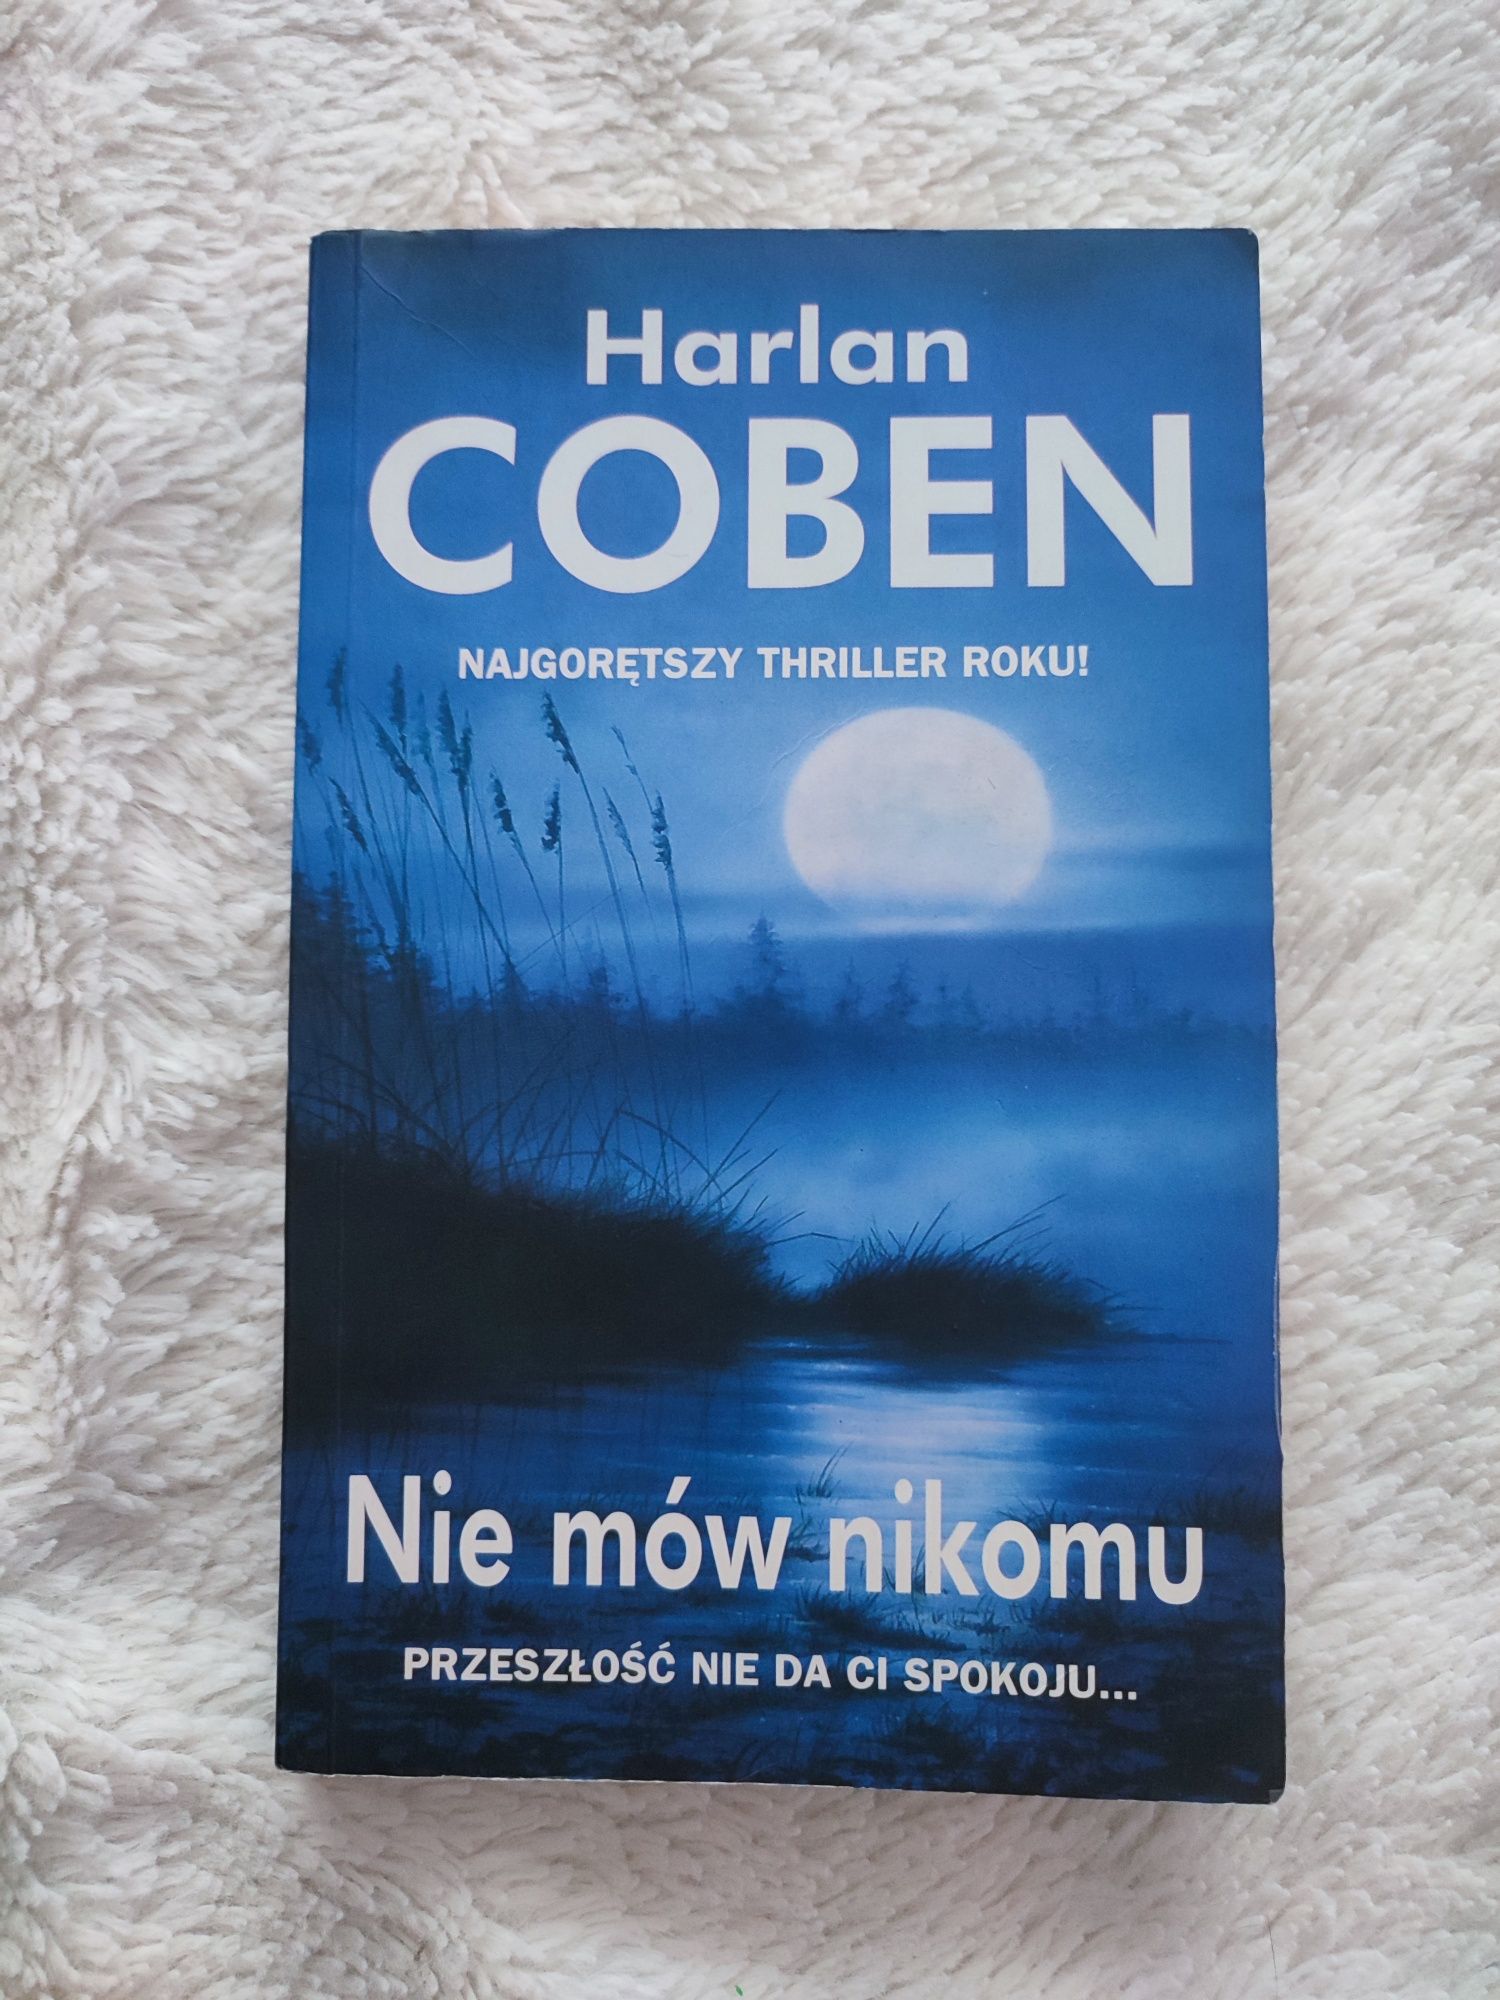 Harlan
COBEN
NAJGORĘTSZY THRILLER ROKU!
Nie mów nikomu
PRZESZŁOŚĆ NIE DA CI SPOKOJU...